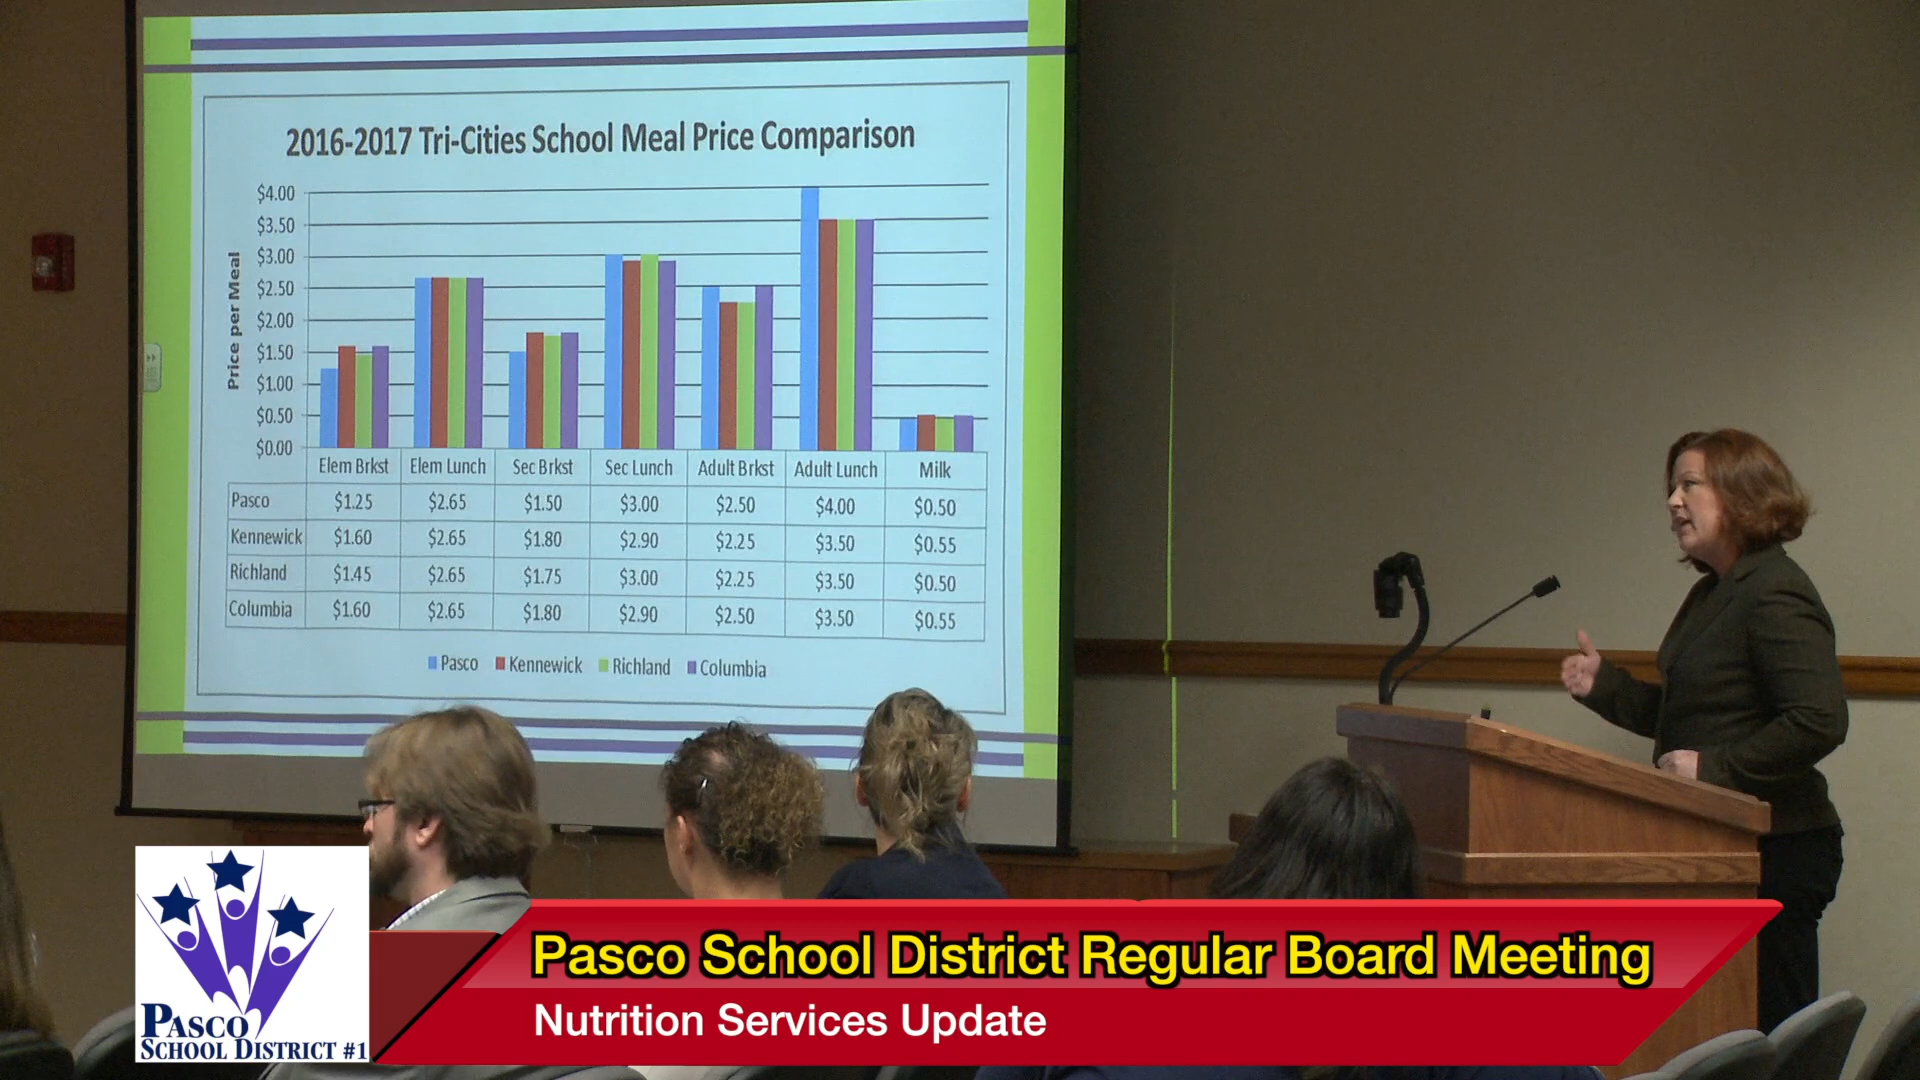 2016-2017 Tri-Cities School Meal Price Comparison
Price per Meal
$4.00
$3.50
$3.00
$2.50
$2.00
$1.50
$1.00
$0.50
$0.00
Elem Brkst Elem Lunch Sec Brkst Sec Lunch Adult Brkst Adult Lunch Milk
Pasco $1.25 $2.65 $1.50 $3.00 $2.50 $4.00 $0.50
Kennewick $1.60 $2.65 $1.80 $2.90 $2.25 $3.50 $0.55
Richland $1.45 $2.65 $1.75 $3.00 $2.25 $3.50 $0.50
Columbia $1.60 $2.65 $1.80 $2.90 $2.50 $3.50 $0.55
Pasco Kennewick Richland Columbia
PASCO
SCHOOL DISTRICT #1
Pasco School District Regular Board Meeting
Nutrition Services Update